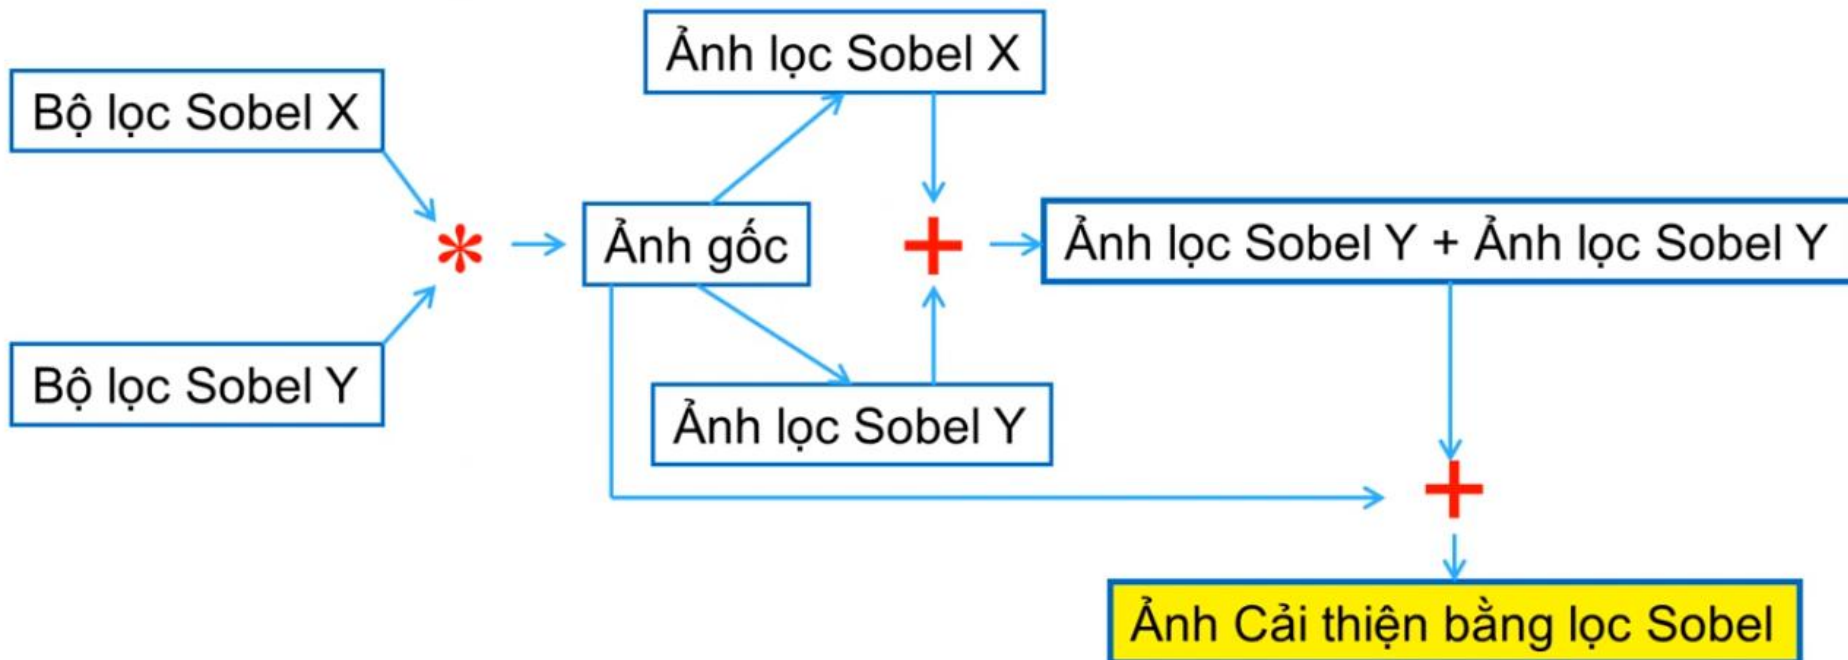 Ảnh lọc Sobel X
Bộ lọc Sobel X
*
Ảnh gốc
+
Ảnh lọc Sobel Y + Ảnh lọc Sobel Y
Bộ lọc Sobel Y
Ảnh lọc Sobel Y
+
Ảnh Cải thiện bằng lọc Sobel